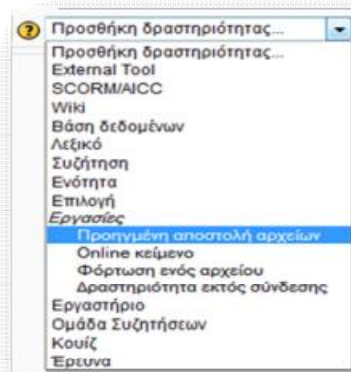 Προσθήκη δραστηριότητας...
Προσθήκη δραστηριότητας...
External Tool
SCORM/AICC
Wiki
Βάση δεδομένων
Λεξικό
Συζήτηση
Ενότητα
Επιλογή
Εργασίες
Προηγμένη αποστολή αρχείων
Online κείμενο
Φόρτωση ενός αρχείου
Δραστηριότητα εκτός σύνδεσης
Εργαστήριο
Ομάδα Συζητήσεων
Κουίζ
Έρευνα